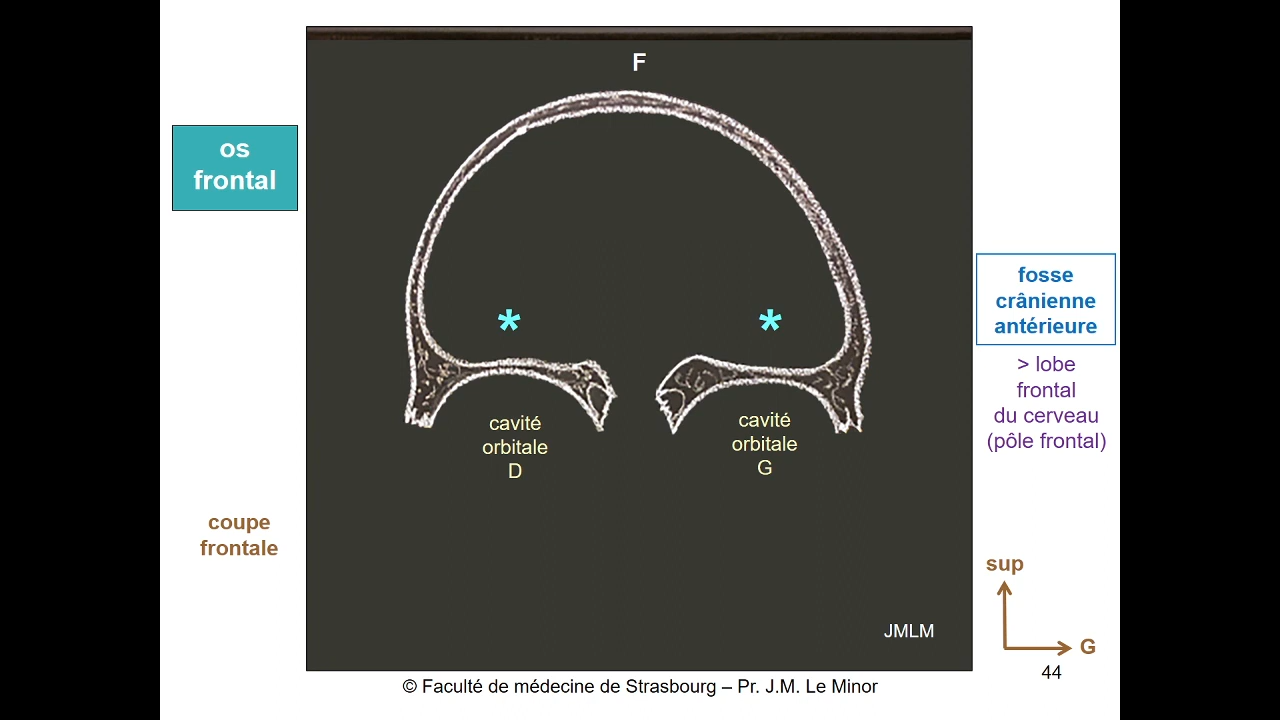 F
os
frontal
fosse
crânienne
antérieure
> lobe
frontal
du cerveau
(pôle frontal)
*
*
cavité
orbitale
D
cavité
orbitale
G
coupe
frontale
sup
G
JMLM
44
© Faculté de médecine de Strasbourg – Pr. J.M. Le Minor